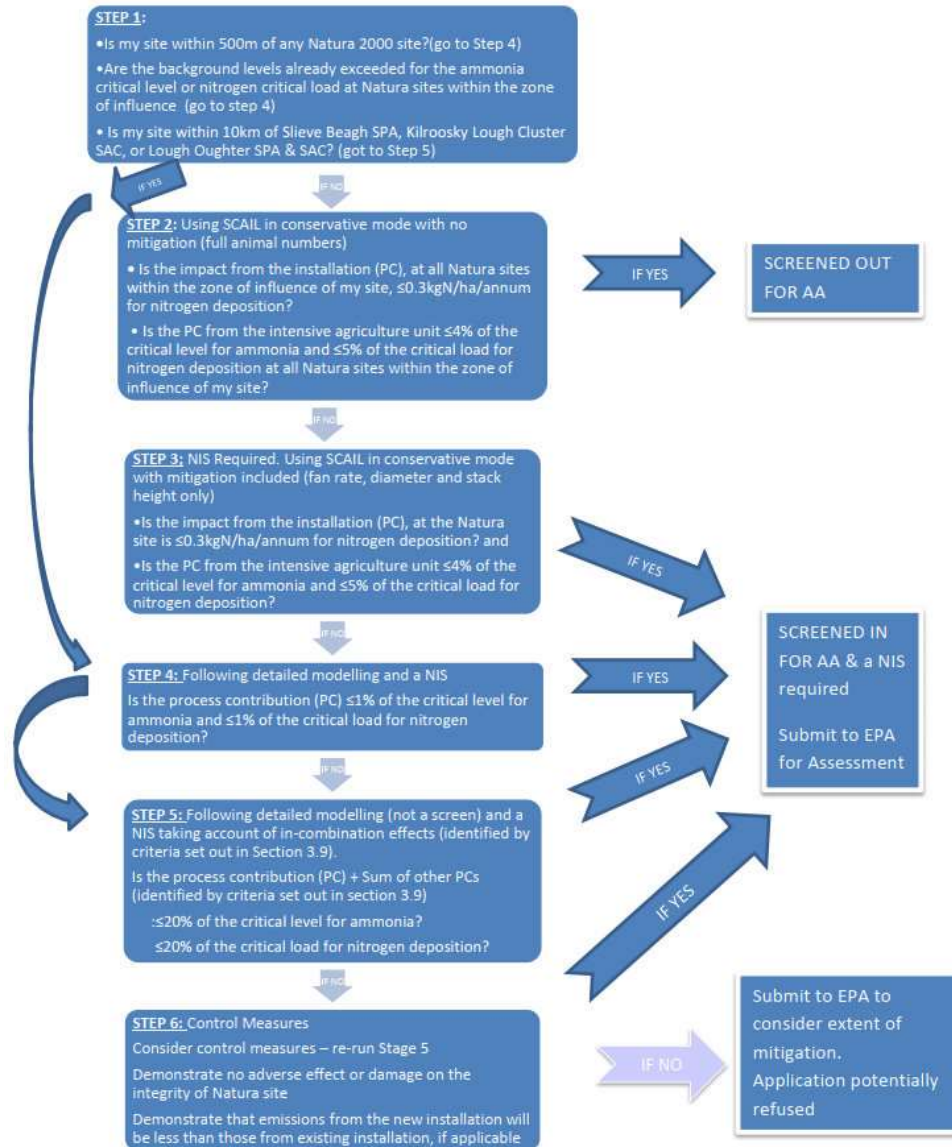 STEP 1:
•Is my site within 500m of any Natura 2000 site?(go to Step 4)
•Are the background levels already exceeded for the ammonia
critical level or nitrogen critical load at Natura sites within the zone
of influence (go to step 4)
• Is my site within 10km of Slieve Beagh SPA, Kilroosky Lough Cluster
SAC, or Lough Oughter SPA & SAC? (got to Step 5)
IF YES
IF NO
STEP 2: Using SCAIL in conservative mode with no
mitigation (full animal numbers)
• Is the impact from the installation (PC), at all Natura sites
within the zone of influence of my site, ≤0.3kgN/ha/annum
for nitrogen deposition?
• Is the PC from the intensive agriculture unit ≤4% of the
critical level for ammonia and ≤5% of the critical load for
nitrogen deposition at all Natura sites within the zone of
influence of my site?
IF YES
SCREENED OUT
FOR AA
IF NO
STEP 3; NIS Required. Using SCAIL in conservative mode
with mitigation included (fan rate, diameter and stack
height only)
•Is the impact from the installation (PC), at the Natura
site is ≤0.3kgN/ha/annum for nitrogen deposition? and
•Is the PC from the intensive agriculture unit ≤4% of the
critical level for ammonia and ≤5% of the critical load for
nitrogen deposition?
IF YES
IF NO
STEP 4: Following detailed modelling and a NIS
Is the process contribution (PC) ≤1% of the critical level for
ammonia and ≤1% of the critical load for nitrogen
deposition?
IF YES
SCREENED IN
FOR AA & a NIS
required
Submit to EPA
for Assessment
IF NO
STEP 5: Following detailed modelling (not a screen) and a
NIS taking account of in-combination effects (identified by
criteria set out in Section 3.9).
Is the process contribution (PC) + Sum of other PCs
(identified by criteria set out in section 3.9)
:≤20% of the critical level for ammonia?
≤20% of the critical load for nitrogen deposition?
IF YES
IF NO
STEP 6: Control Measures
Consider control measures – re-run Stage 5
Demonstrate no adverse effect or damage on the
integrity of Natura site
Demonstrate that emissions from the new installation will
be less than those from existing installation, if applicable
IF YES
IF NO
Submit to EPA to
consider extent of
mitigation.
Application potentially
refused